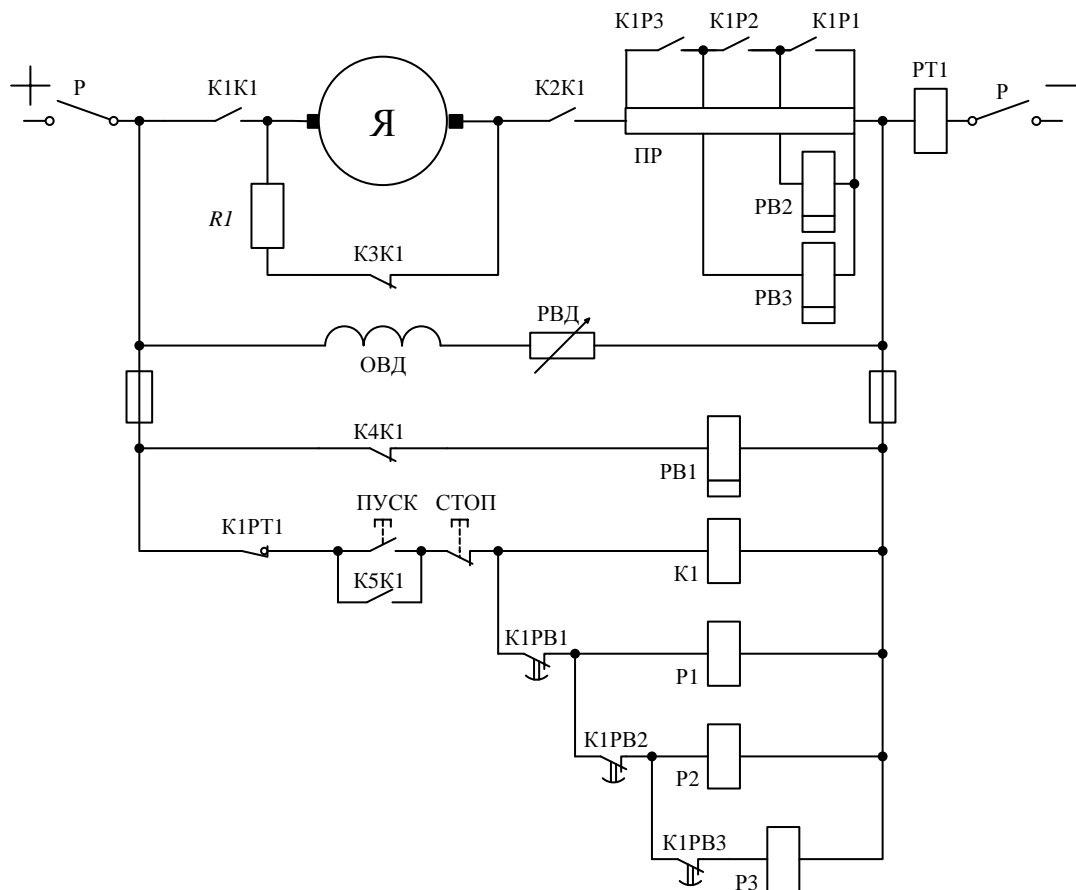 К1Р3
К1Р2
К1Р1
+
Р
К1К1
Я
К2К1
РТ1
Р
—
ПР
R1
К3К1
РВ2
РВ3
РВД
ОВД
К4К1
РВ1
ПУСК
СТОП
К1РТ1
К5К1
К1
К1РВ1
Р1
К1РВ2
Р2
К1РВ3
Р3